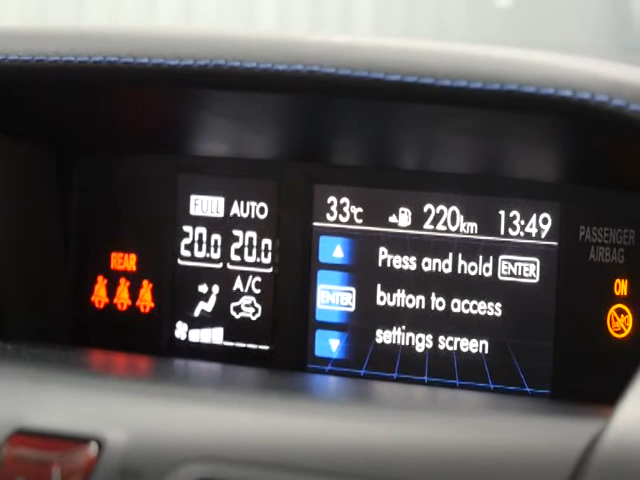 FULL AUTO
20.0 20.0
A/C
REAR
33°C 220km 13:49
Press and hold ENTER
ENTER button to access
settings screen
PASSENGER
AIRBAG
ON